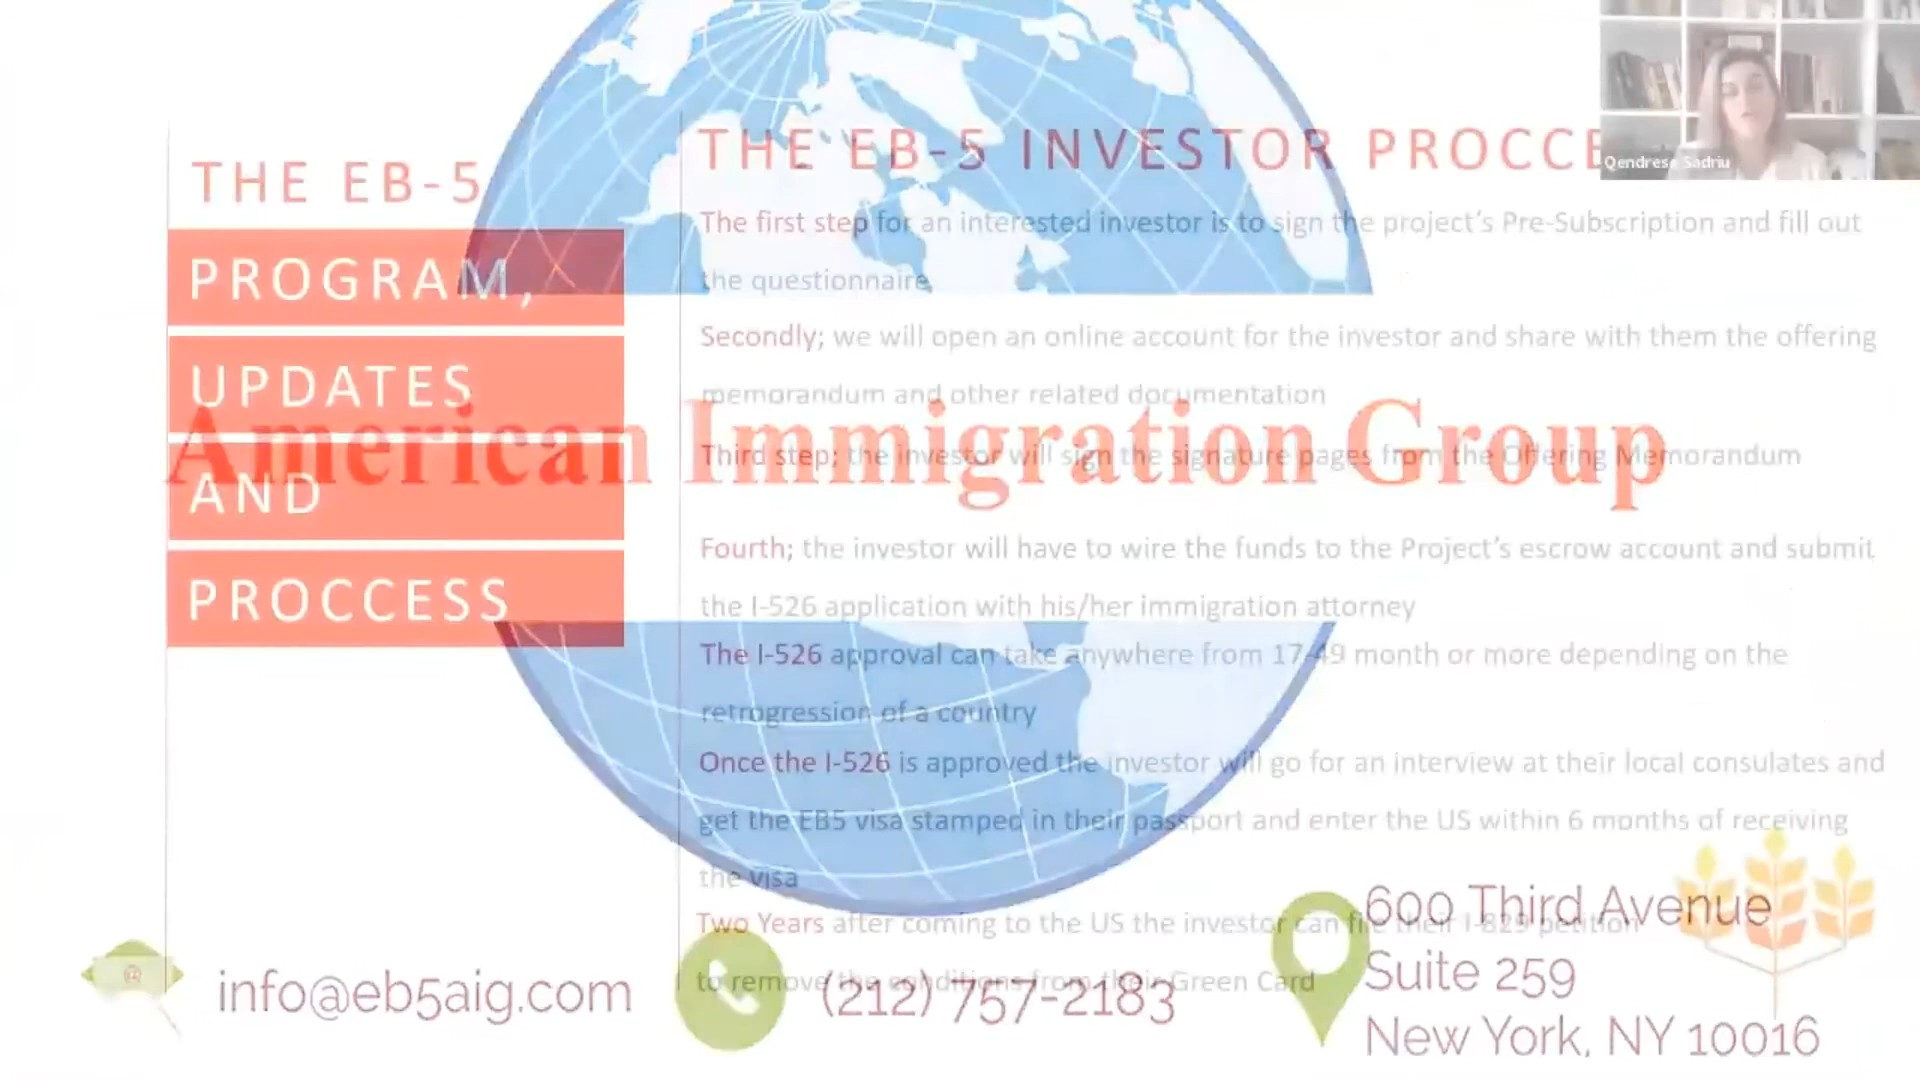 THE EB-5
PROGRAM,
UPDATES
AND
PROCCESS
THE EB-5 INVESTOR PROCCE
Qendrese Sadriu
The first step for an interested investor is to sign the project's Pre-Subscription and fill out
the questionnaire
Secondly; we will open an online account for the investor and share with them the offering
memorandum and other related documentation
Third step; the investor will sign the signature pages from the Offering Memorandum
Fourth; the investor will have to wire the funds to the Project's escrow account and submit
the I-526 application with his/her immigration attorney
The I-526 approval can take anywhere from 17-49 month or more depending on the
retrogression of a country
Once the I-526 is approved the investor will go for an interview at their local consulates and
get the EB5 visa stamped in their passport and enter the US within 6 months of receiving
the visa
Two Years after coming to the US the investor can file their I-829 petition
to remove the conditions from their Green Card
American Immigration Group
info@eb5aig.com
(212) 757-2183
600 Third Avenue
Suite 259
New York, NY 10016